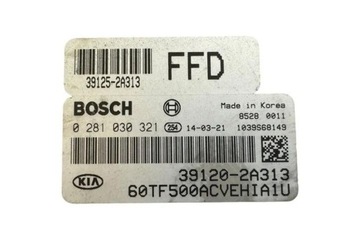 39125-2A313
FFD
BOSCH
Made in Korea
8528 0011
0 281 030 321 254 14-03-21 1039S68149
KIA
39120-2A313
60TF500ACVEHIA1U